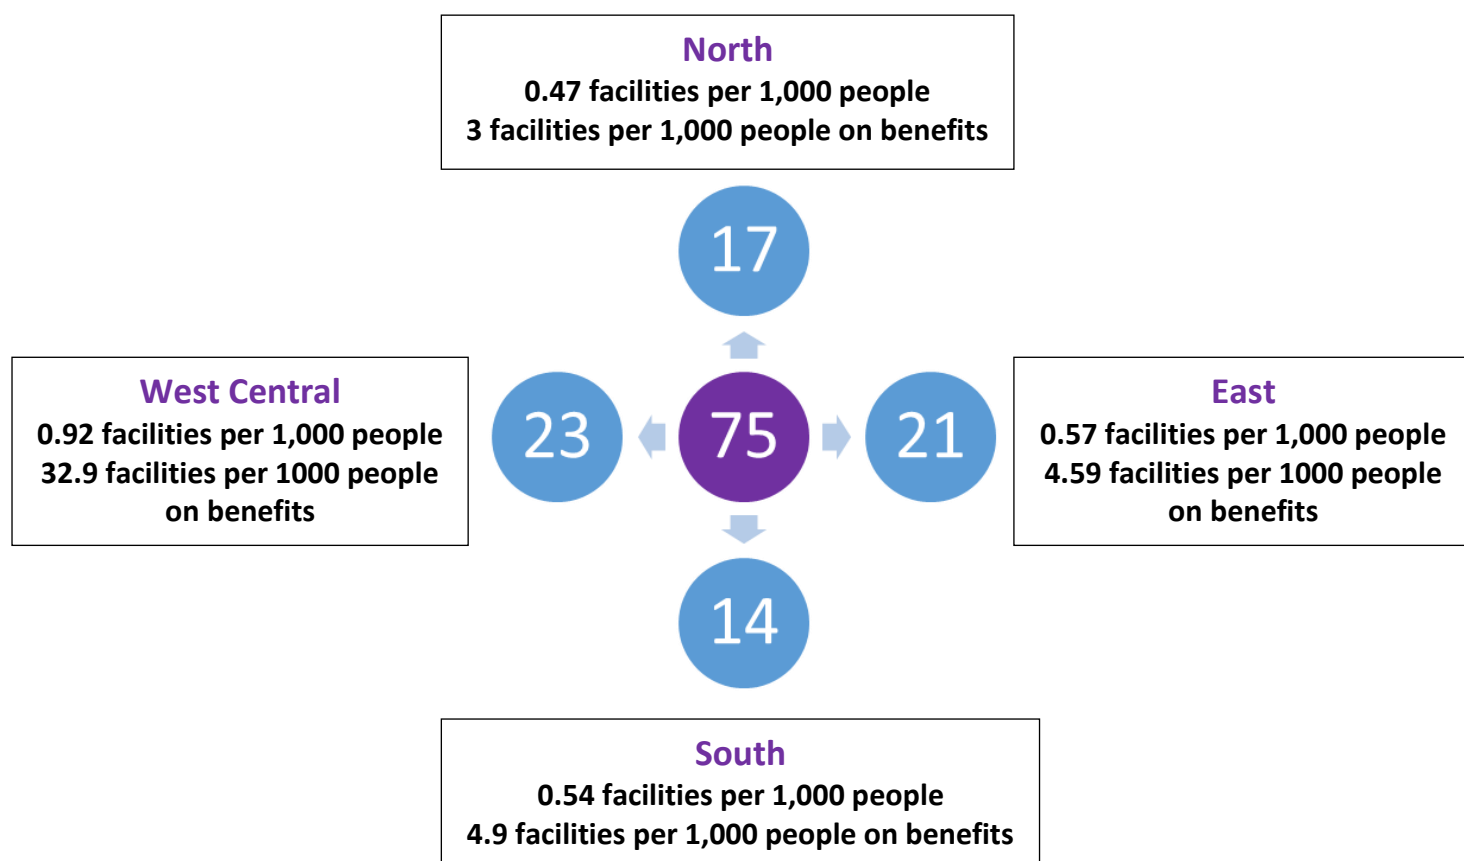 North
0.47 facilities per 1,000 people
3 facilities per 1,000 people on benefits
17
West Central
0.92 facilities per 1,000 people
32.9 facilities per 1000 people
on benefits
23
75
21
East
0.57 facilities per 1,000 people
4.59 facilities per 1000 people
on benefits
14
South
0.54 facilities per 1,000 people
4.9 facilities per 1,000 people on benefits